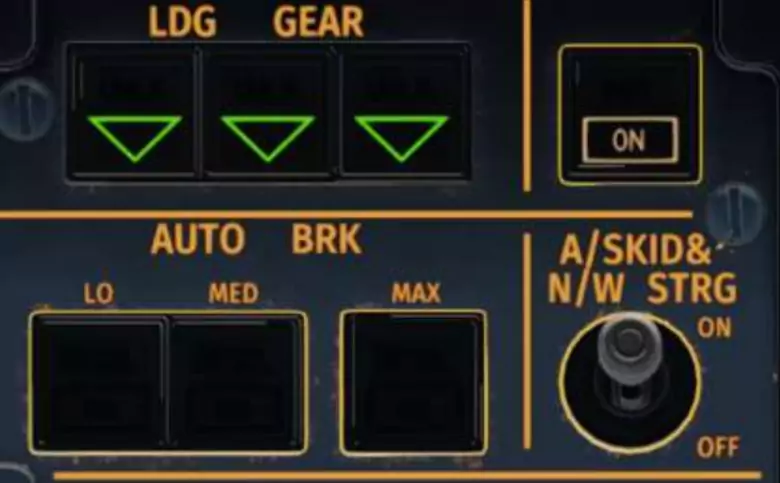 LDG GEAR
ON
AUTO BRK
LO MED MAX
A/SKID&
N/W STRG
ON
OFF